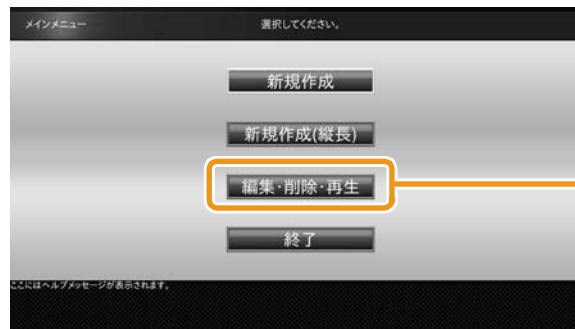 メインメニュー
選択してください。
新規作成
新規作成(縦長)
編集·削除·再生
終了
ここにはヘルプメッセージが表示されます。